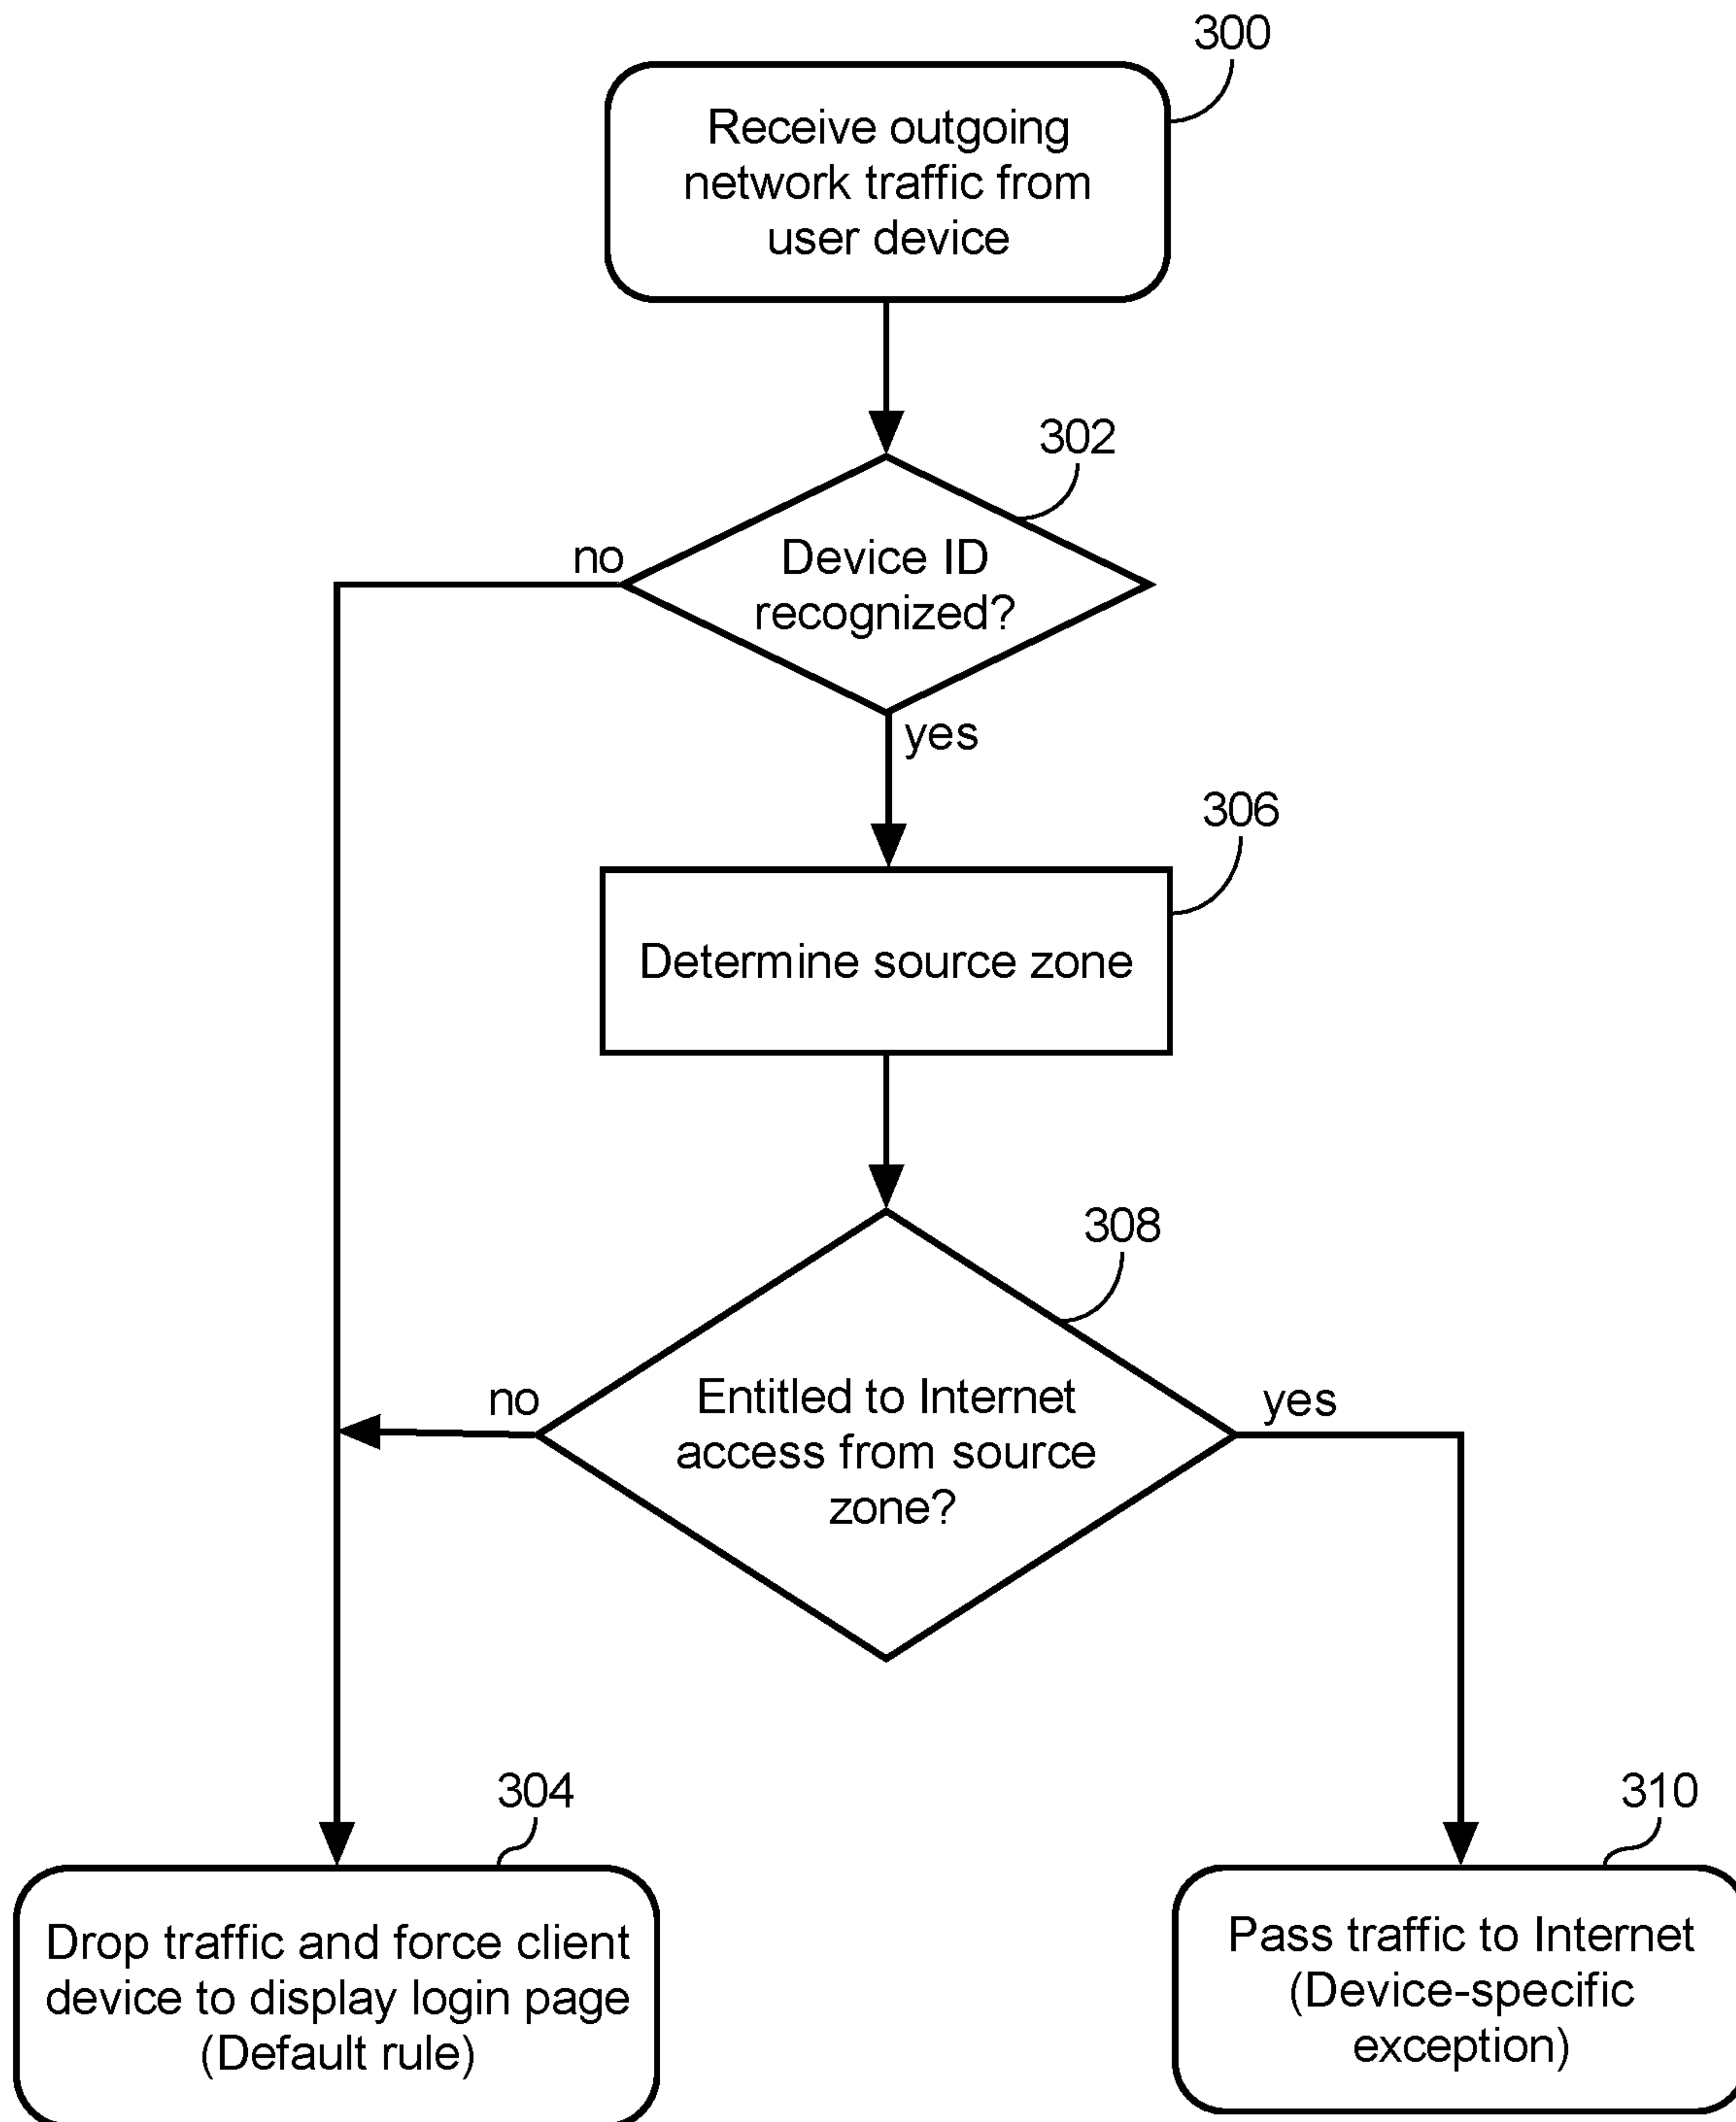 300
Receive outgoing
network traffic from
user device
302
no
Device ID
recognized?
yes
306
Determine source zone
308
no
Entitled to Internet
access from source
zone?
yes
304
Drop traffic and force client
device to display login page
(Default rule)
310
Pass traffic to Internet
(Device-specific
exception)